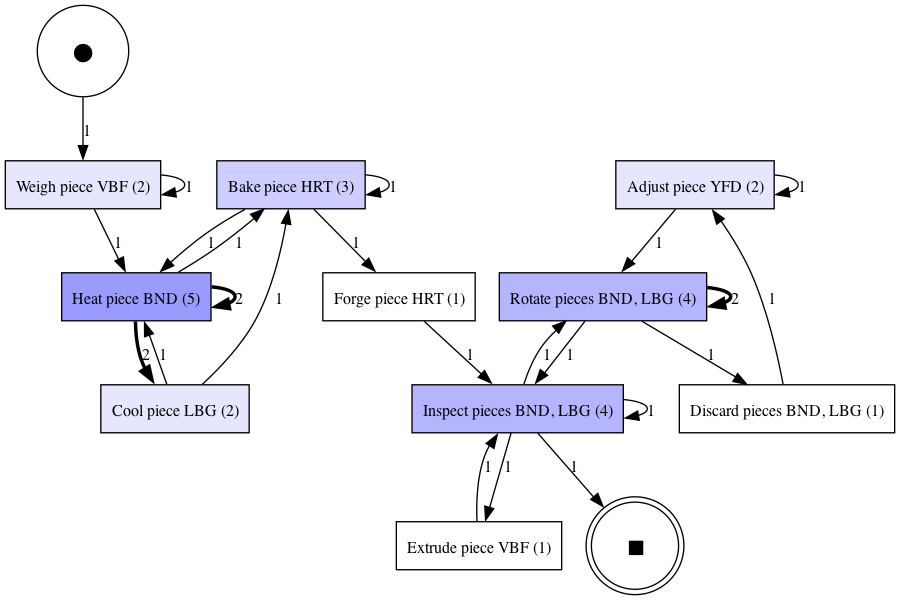 1
Weigh piece VBF (2)
1
Bake piece HRT (3)
1
Adjust piece YFD (2)
1
1
1
1
1
1
Heat piece BND (5)
2
1
Forge piece HRT (1)
Rotate pieces BND, LBG (4)
2
1
2
1
1
1
1
1
Cool piece LBG (2)
Inspect pieces BND, LBG (4)
1
Discard pieces BND, LBG (1)
1
1
1
Extrude piece VBF (1)